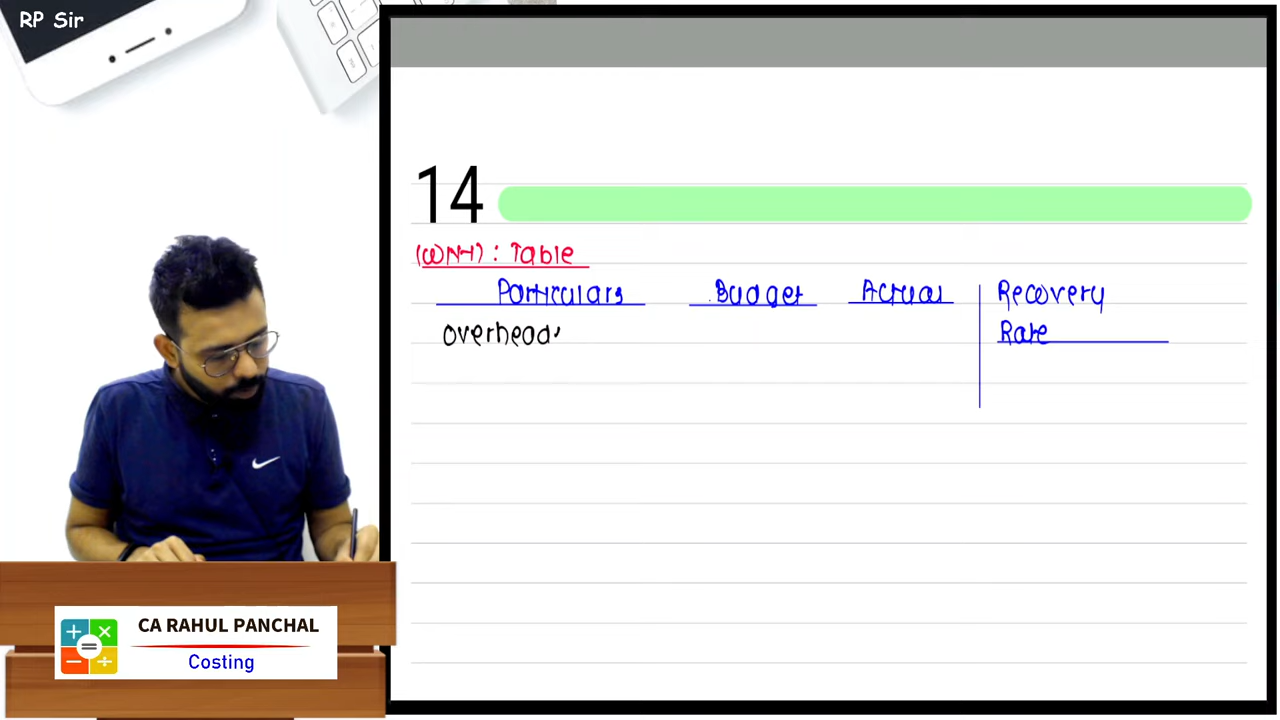 RP Sir
14
(WN-1) : Table
Particulars Budget Actual Recovery
overhead Rate
CA RAHUL PANCHAL
Costing